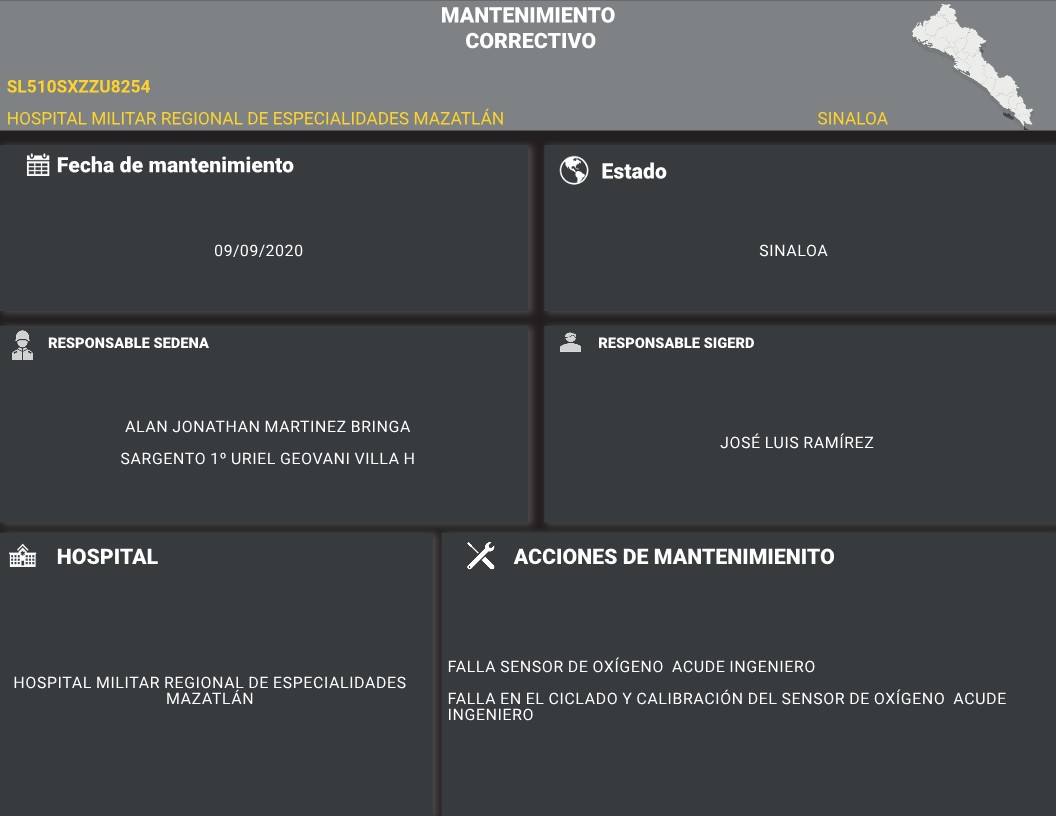 MANTENIMIENTO
CORRECTIVO
SL510SXZZU8254
HOSPITAL MILITAR REGIONAL DE ESPECIALIDADES MAZATLÁN
SINALOA
Fecha de mantenimiento
09/09/2020
Estado
SINALOA
RESPONSABLE SEDENA
ALAN JONATHAN MARTINEZ BRINGA
SARGENTO 1º URIEL GEOVANI VILLA H
RESPONSABLE SIGERD
JOSÉ LUIS RAMÍREZ
HOSPITAL
HOSPITAL MILITAR REGIONAL DE ESPECIALIDADES
MAZATLÁN
ACCIONES DE MANTENIMIENITO
FALLA SENSOR DE OXÍGENO  ACUDE INGENIERO
FALLA EN EL CICLADO Y CALIBRACIÓN DEL SENSOR DE OXÍGENO  ACUDE
INGENIERO